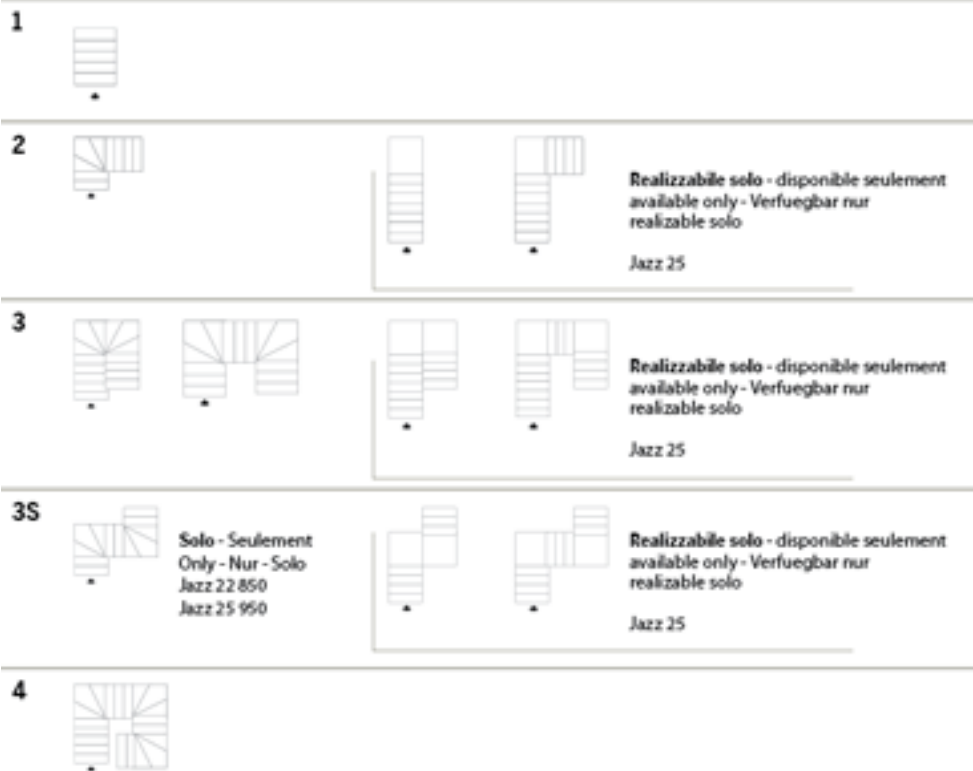 1
2
Realizzabile solo - disponible seulement
available only - Verfuegbar nur
realizable solo
Jazz 25
3
Realizzabile solo - disponible seulement
available only - Verfuegbar nur
realizable solo
Jazz 25
3S
Solo - Seulement
Only - Nur - Solo
Jazz 22 850
Jazz 25 950
Realizzabile solo - disponible seulement
available only - Verfuegbar nur
realizable solo
Jazz 25
4